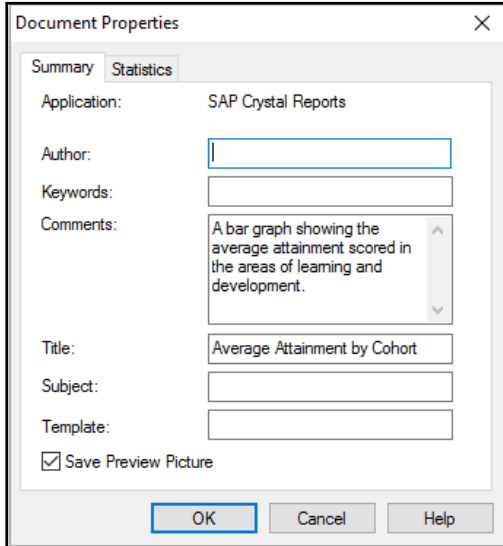 Document Properties
Summary Statistics
Application: SAP Crystal Reports
Author:
Keywords:
Comments: A bar graph showing the
average attainment scored in
the areas of learning and
development.
Title: Average Attainment by Cohort
Subject:
Template:
Save Preview Picture
OK Cancel Help